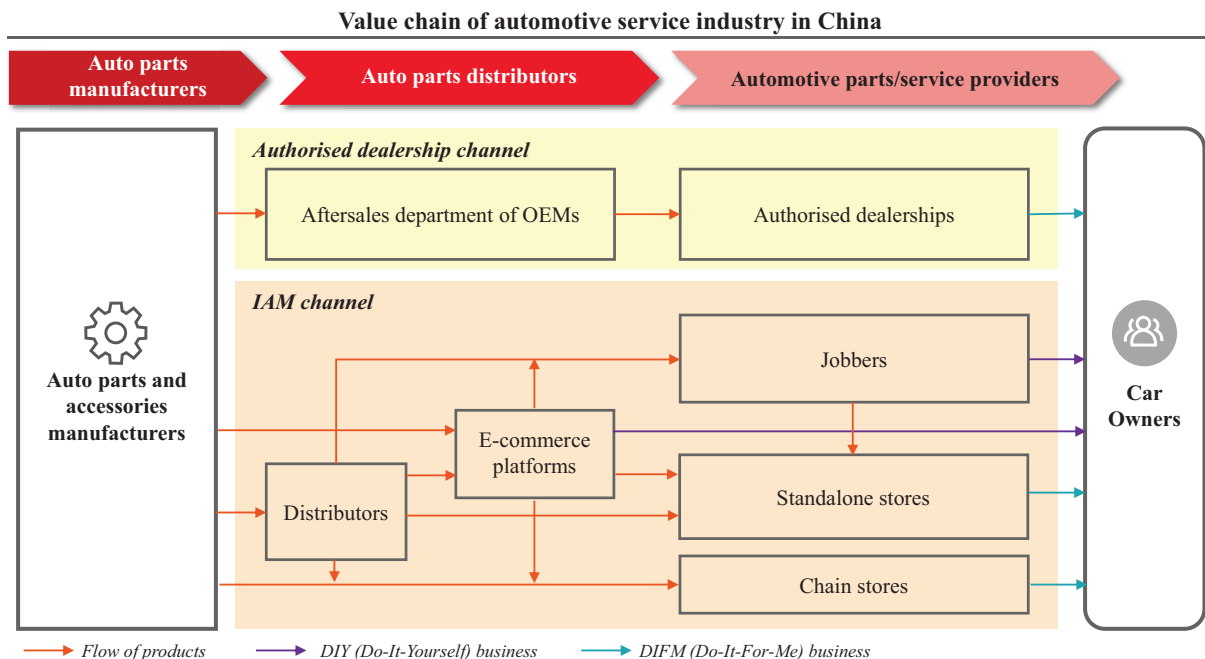 Value chain of automotive service industry in China
Auto parts
manufacturers
Auto parts distributors
Automotive parts/service providers
Authorised dealership channel
Aftersales department of OEMs
Authorised dealerships
IAM channel
Auto parts and
accessories
manufacturers
Jobbers
E-commerce
platforms
Distributors
Standalone stores
Chain stores
Car
Owners
Flow of products
DIY (Do-It-Yourself) business
DIFM (Do-It-For-Me) business